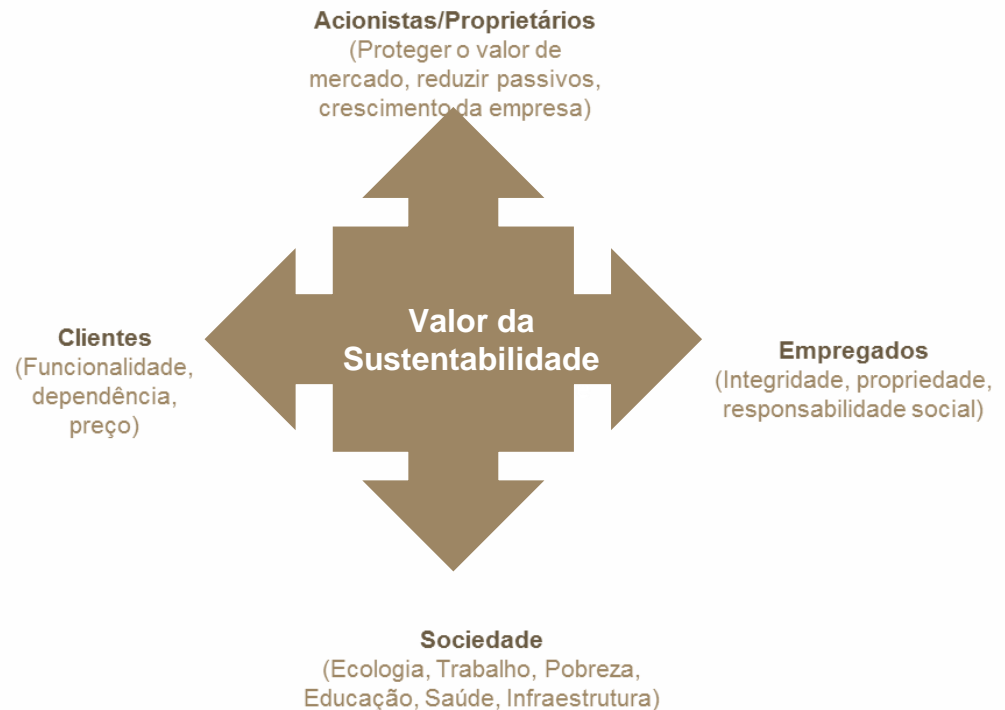 Acionistas/Proprietários
(Proteger o valor de
mercado, reduzir passivos,
crescimento da empresa)
Valor da
Sustentabilidade
Clientes
(Funcionalidade,
dependência,
preço)
Empregados
(Integridade, propriedade,
responsabilidade social)
Sociedade
(Ecologia, Trabalho, Pobreza,
Educação, Saúde, Infraestrutura)